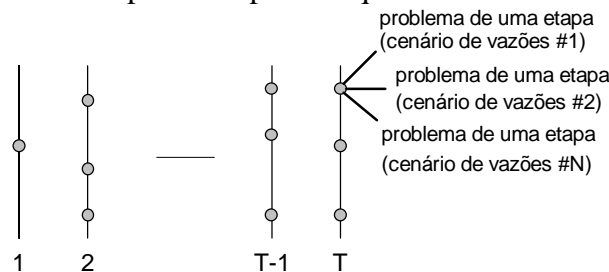 problema de uma etapa
(cenário de vazões #1)
problema de uma etapa
(cenário de vazões #2)
problema de uma etapa
(cenário de vazões #N)
1 2 T-1 T